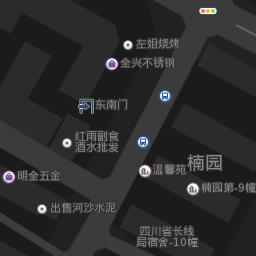 左姐烧烤
全兴不锈钢
东南门
红雨副食
酒水批发
楠园
温馨苑
明全五金
楠园第-9幢
出售河沙水泥
四川省长线
局宿舍-10幢